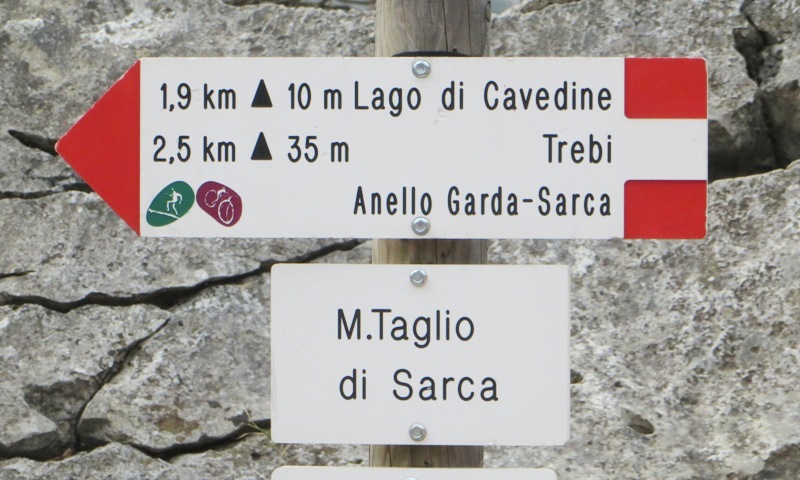 1,9 km ▲ 10 m Lago di Cavedine
2,5 km ▲ 35 m Trebi
Anello Garda-Sarca
M.Taglio
di Sarca